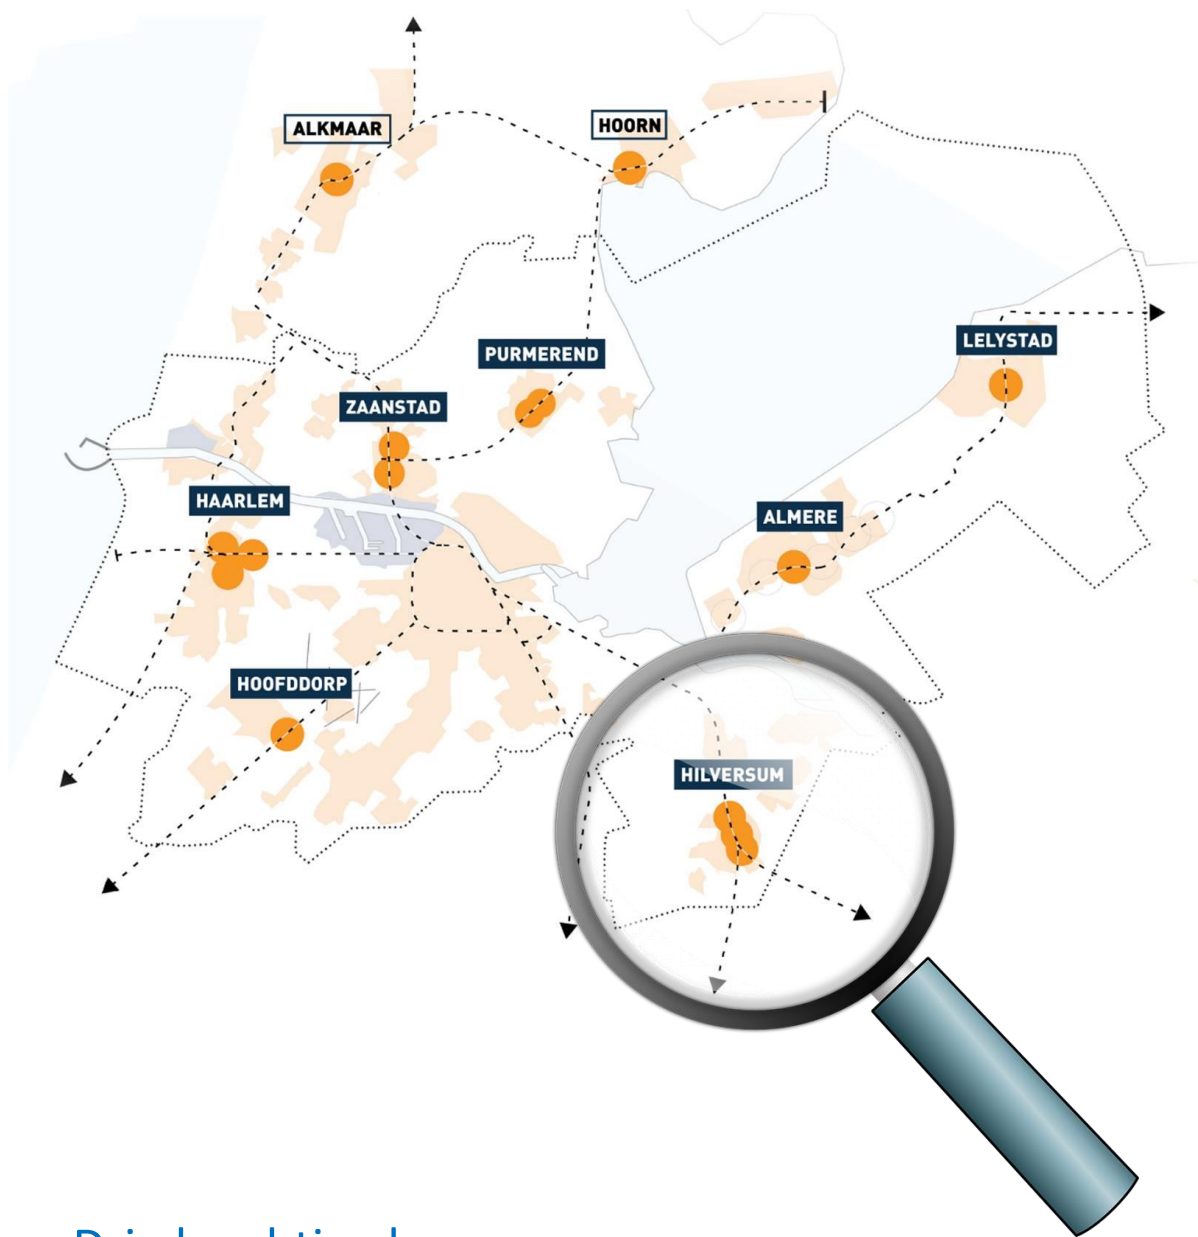 HOORN
ALKMAAR
LELYSTAD
PURMEREND
ZAANSTAD
HAARLEM
ALMERE
HOOFDDORP
HILVERSUM